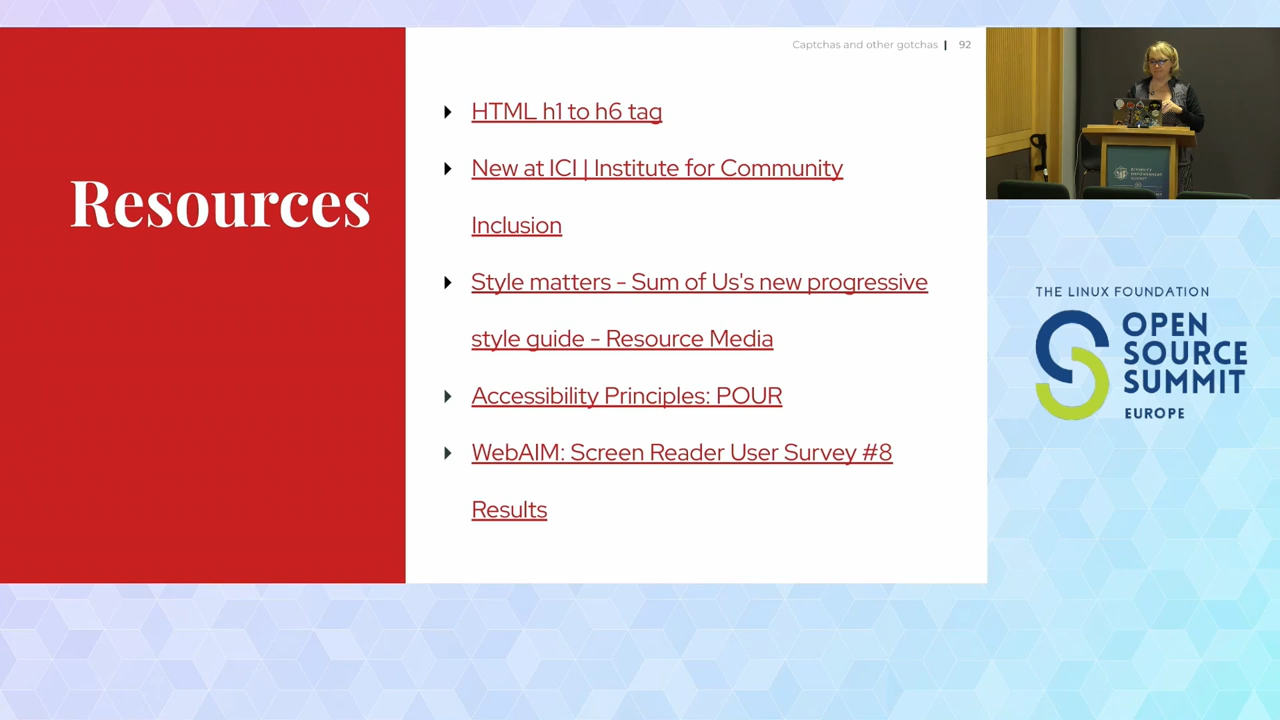 Captchas and other gotchas | 92
Resources
HTML h1 to h6 tag
New at ICI | Institute for Community
Inclusion
Style matters - Sum of Us's new progressive
style guide - Resource Media
Accessibility Principles: POUR
WebAIM: Screen Reader User Survey #8
Results
THE LINUX FOUNDATION
OPEN
SOURCE
SUMMIT
EUROPE